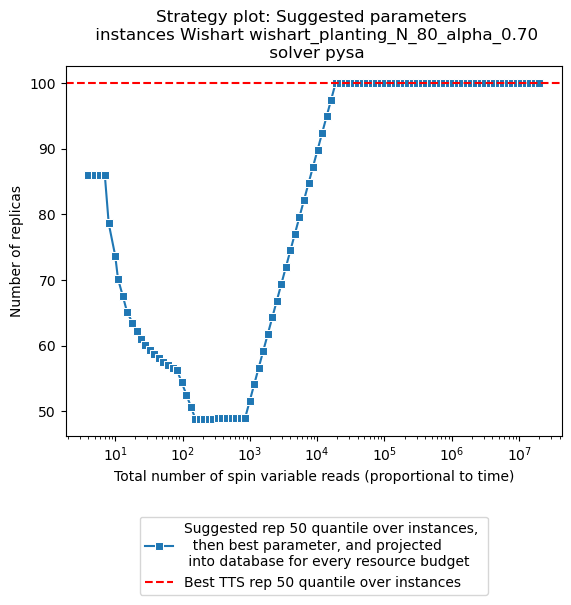 Strategy plot: Suggested parameters
instances Wishart wishart_planting_N_80_alpha_0.70
solver pysa
Number of replicas
100
90
80
70
60
50
10¹
10²
10³
10⁴
10⁵
10⁶
10⁷
Total number of spin variable reads (proportional to time)
Suggested rep 50 quantile over instances,
then best parameter, and projected
into database for every resource budget
Best TTS rep 50 quantile over instances